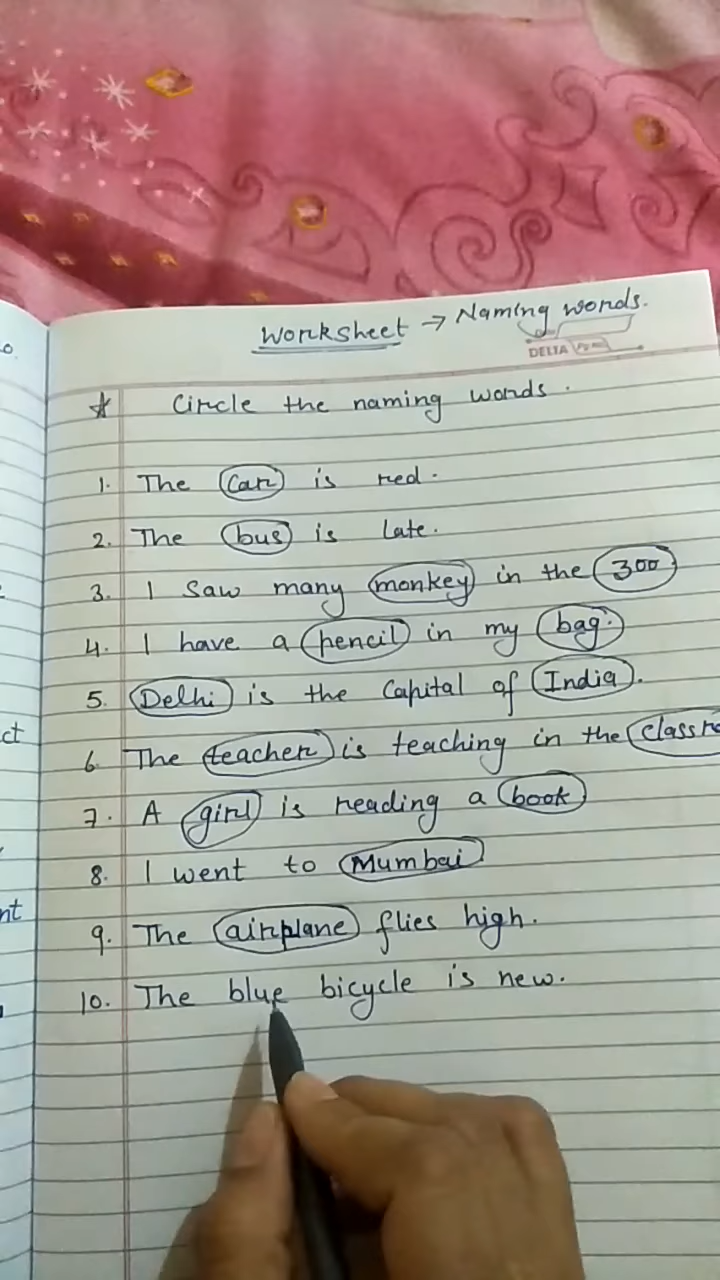 Worksheet → Naming words.
DELTA
☆ Circle the naming words.
1. The car is red.
2. The bus is late.
3. I saw many monkey in the zoo
4. I have a pencil in my bag.
5. Delhi is the capital of India.
6. The teacher is teaching in the classr
7. A girl is reading a book
8. I went to Mumbai
9. The airplane flies high.
10. The blue bicycle is new.
ct
nt